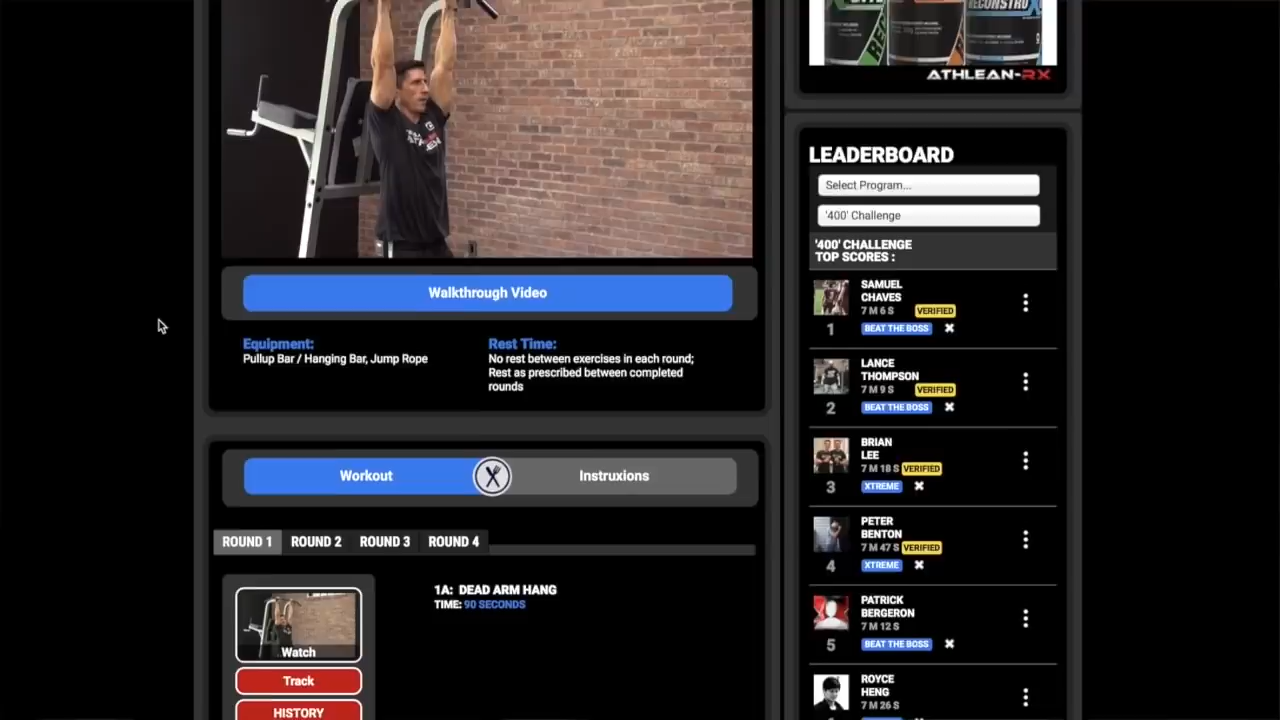 RECONSTRUX
ATHLEAN-RX
Walkthrough Video
Equipment:
Pullup Bar / Hanging Bar, Jump Rope
Rest Time:
No rest between exercises in each round;
Rest as prescribed between completed
rounds
Workout
Instruxions
ROUND 1
ROUND 2
ROUND 3
ROUND 4
1A: DEAD ARM HANG
TIME: 90 SECONDS
Watch
Track
HISTORY
LEADERBOARD
Select Program...
'400' Challenge
'400' CHALLENGE
TOP SCORES :
SAMUEL
CHAVES
7 M 6 S VERIFIED
1 BEAT THE BOSS
LANCE
THOMPSON
7 M 9 S VERIFIED
2 BEAT THE BOSS
BRIAN
LEE
7 M 18 S VERIFIED
3 XTREME
PETER
BENTON
7 M 47 S VERIFIED
4 XTREME
PATRICK
BERGERON
7 M 12 S
5 BEAT THE BOSS
ROYCE
HENG
7 M 26 S